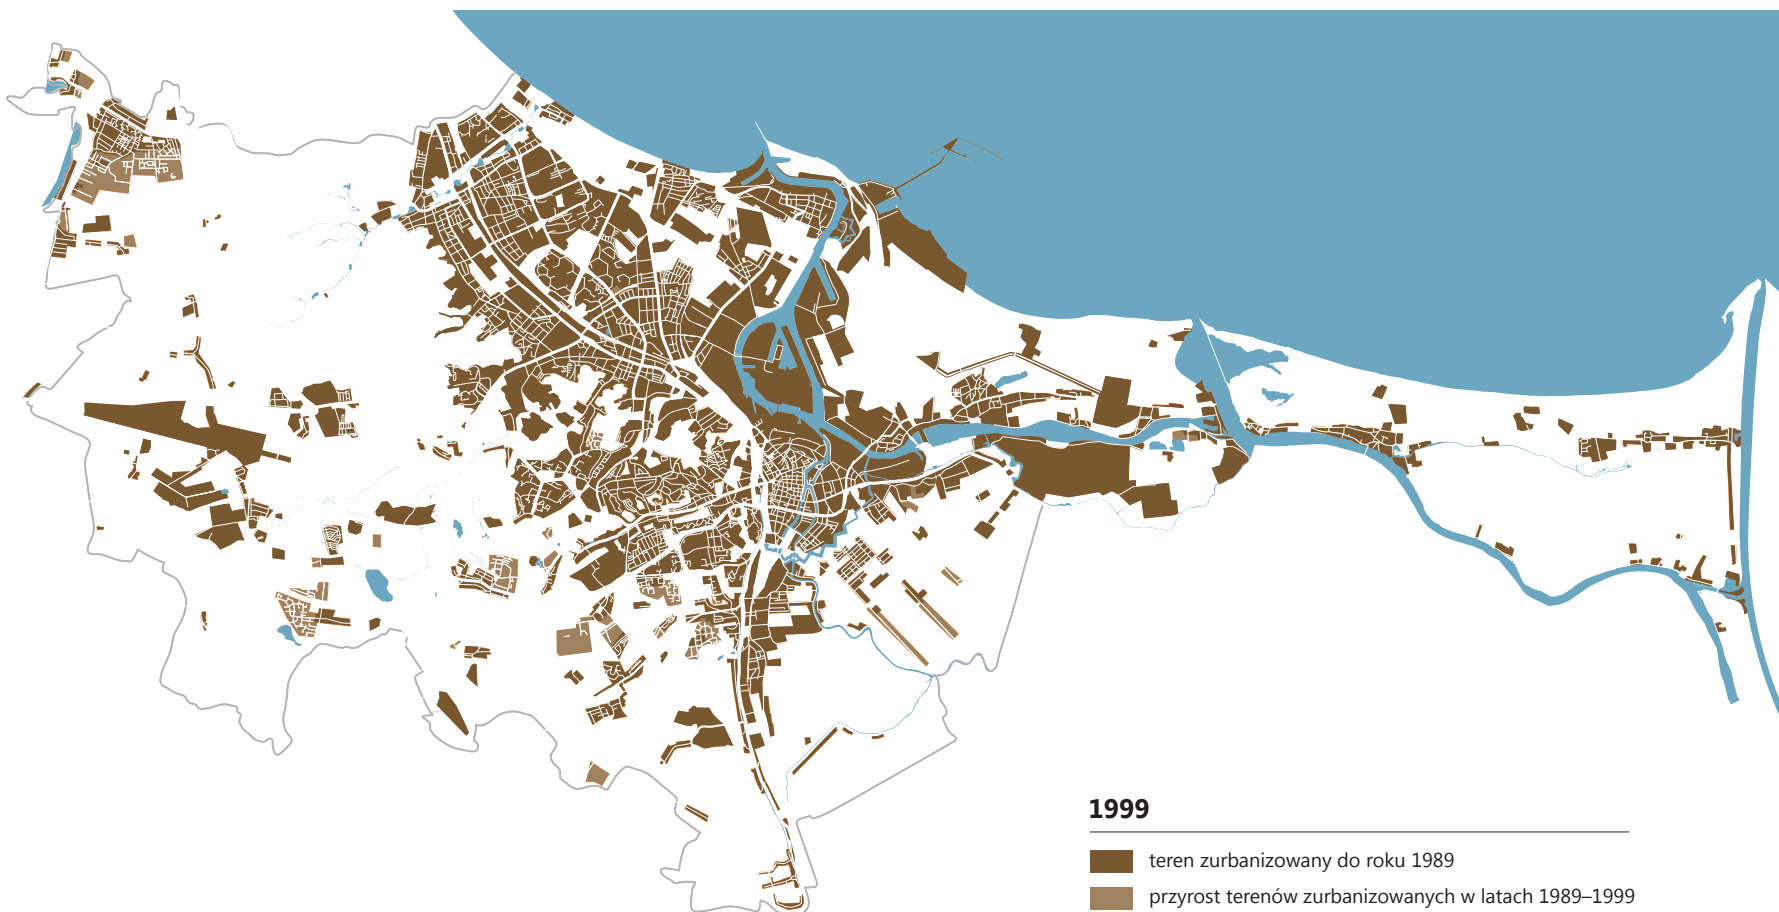 1999
teren zurbanizowany do roku 1989
przyrost terenów zurbanizowanych w latach 1989–1999